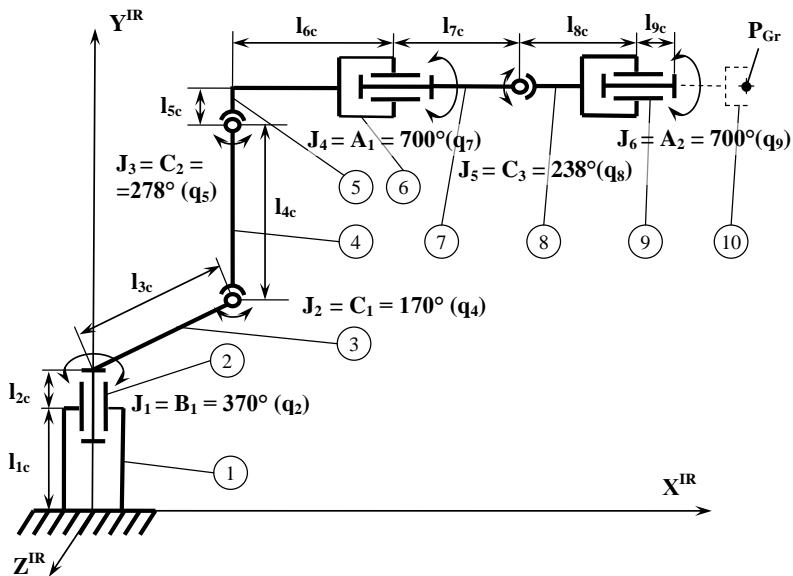 Y^IR
l6c
l7c
l8c
l9c
P_Gr
l5c
J4 = A1 = 700° (q7)
J6 = A2 = 700° (q9)
J3 = C2 =
=278° (q5)
J5 = C3 = 238° (q8)
5
6
l4c
4
7
8
9
10
l3c
J2 = C1 = 170° (q4)
3
2
l2c
J1 = B1 = 370° (q2)
l1c
1
X^IR
Z^IR